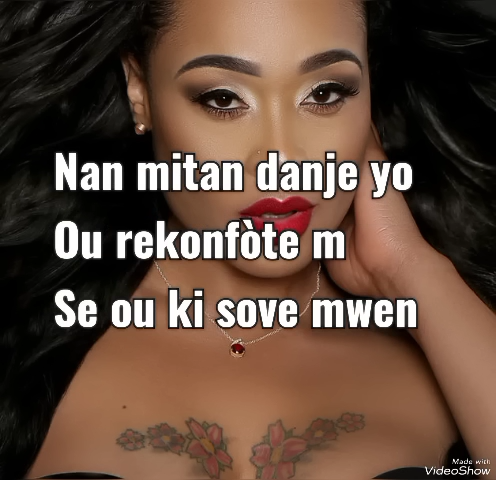 Nan mitan danje yo
Ou rekonfòte m
Se ou ki sove mwen
Made with
VideoShow